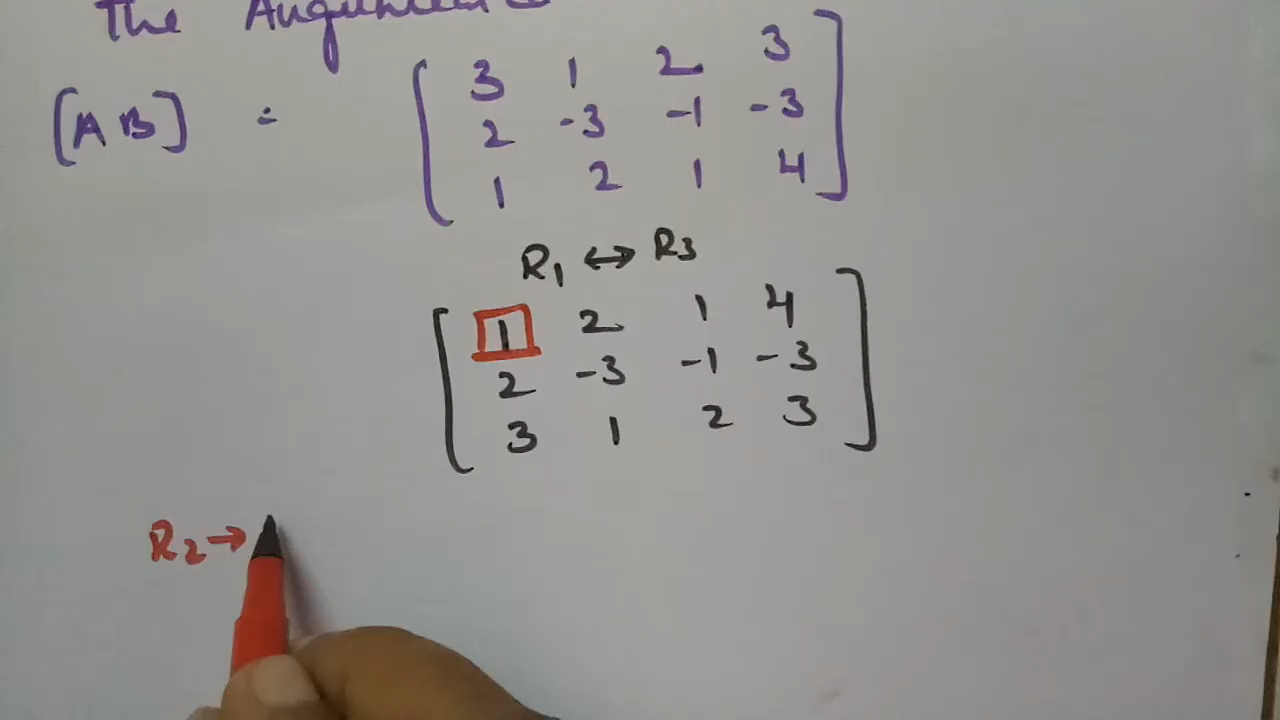 The
[A B] = [ 3 1 2 3
2 -3 -1 -3
1 2 1 4 ]
R1 ↔ R3
[ 1 2 1 4
2 -3 -1 -3
3 1 2 3 ]
R2 →